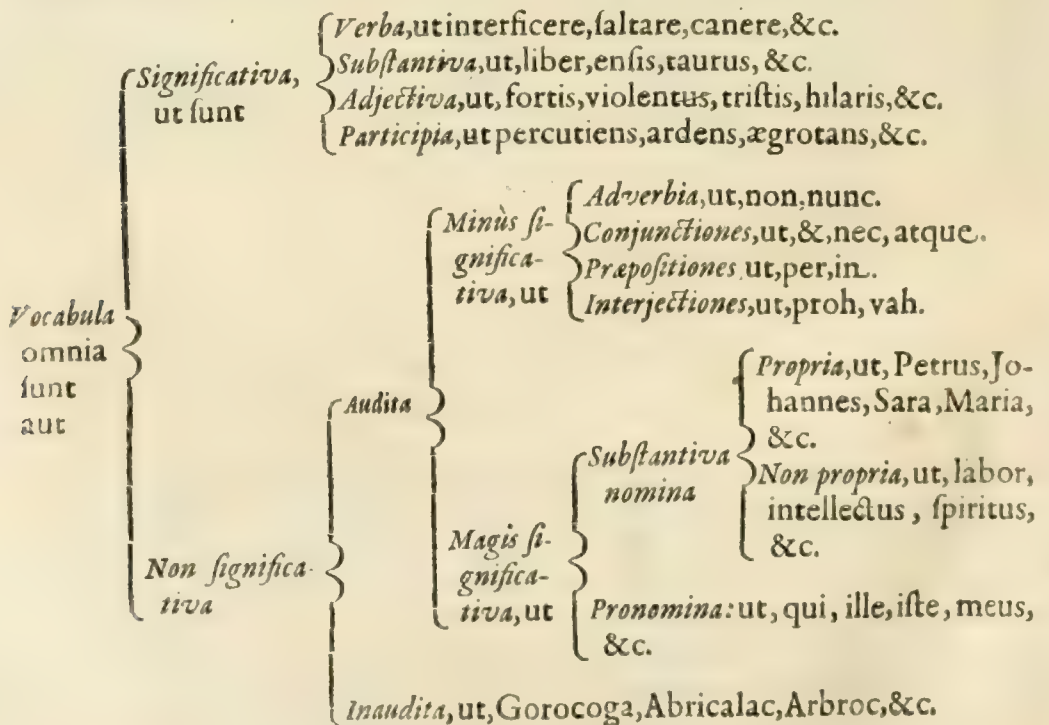 Verba,ut interficere,ſaltare,canere,&c.
Significativa,
ut ſunt
Subſtantiva,ut,liber,enſis,taurus, &c.
Adjectiva,ut, fortis,violentus,triſtis,hilaris,&c.
Participia,ut percutiens,ardens,ægrotans,&c.
Vocabula
omnia
ſunt
aut
Non ſignifica-
tiva
Audita
Minùs ſi-
gnifica-
tiva,ut
Adverbia,ut,non,nunc.
Conjunctiones,ut,&,nec,atque.
Præpoſitiones ut,per,in.
Interjectiones,ut,proh, vah.
Magis ſi-
gnifica-
tiva,ut
Subſtantiva
nomina
Propria,ut, Petrus,Jo-
hannes,Sara,Maria,
&c.
Non propria,ut, labor,
intellectus, ſpiritus,
&c.
Pronomina: ut, qui, ille,iſte, meus,
&c.
Inaudita,ut,Gorocoga,Abricalac,Arbroc,&c.